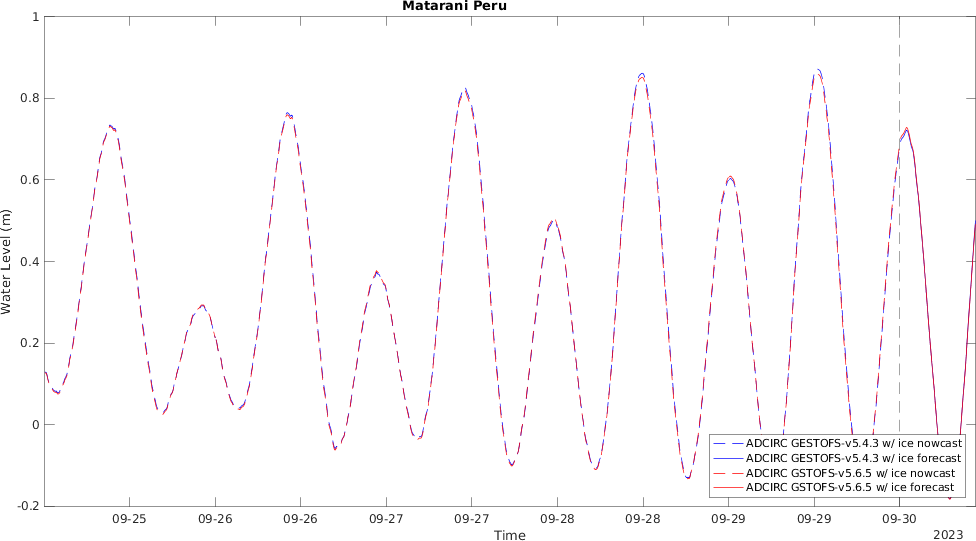 Matarani Peru
1
0.8
0.6
0.4
0.2
0
-0.2
Water Level (m)
ADCIRC GESTOFS-v5.4.3 w/ ice nowcast
ADCIRC GESTOFS-v5.4.3 w/ ice forecast
ADCIRC GSTOFS-v5.6.5 w/ ice nowcast
ADCIRC GSTOFS-v5.6.5 w/ ice forecast
09-25 09-26 09-26 09-27 09-27 09-28 09-28 09-29 09-29 09-30
Time
2023